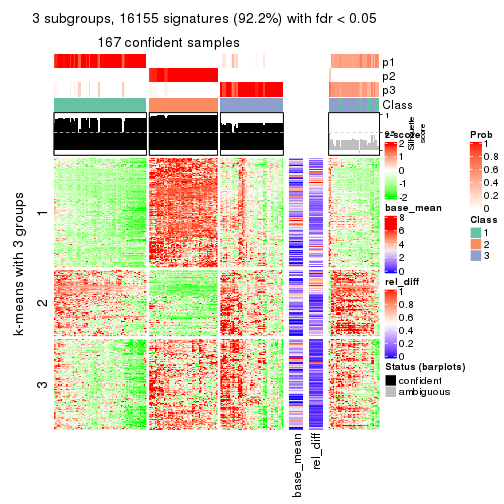 3 subgroups, 16155 signatures (92.2%) with fdr < 0.05
167 confident samples
p1
p2
p3
Class
1
Silhouette
score
k-means with 3 groups
1
2
3
base_mean
rel_diff
z-score
2
1
0
-1
-2
base_mean
8
6
4
2
0
rel_diff
1
0.8
0.6
0.4
0.2
0
Status (barplots)
confident
ambiguous
Prob
1
0.8
0.6
0.4
0.2
0
Class
1
2
3